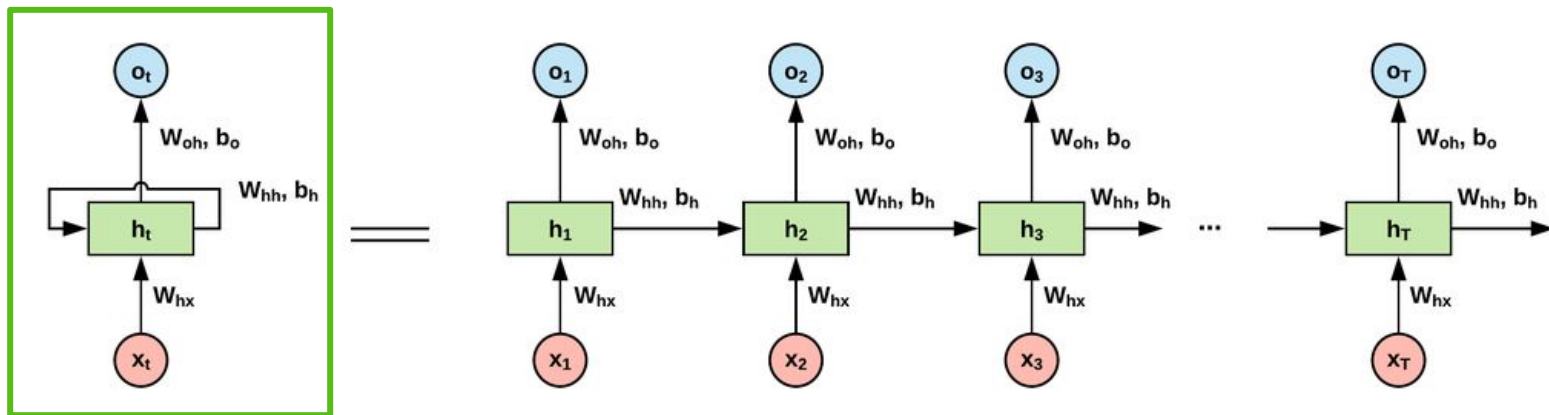 oₜ o₁ o₂ o₃ o_T
Wₒₕ, bₒ Wₒₕ, bₒ Wₒₕ, bₒ Wₒₕ, bₒ Wₒₕ, bₒ
Wₕₕ, bₕ Wₕₕ, bₕ Wₕₕ, bₕ Wₕₕ, bₕ Wₕₕ, bₕ
hₜ h₁ h₂ h₃ ... h_T
Wₕₓ Wₕₓ Wₕₓ Wₕₓ Wₕₓ
xₜ x₁ x₂ x₃ x_T